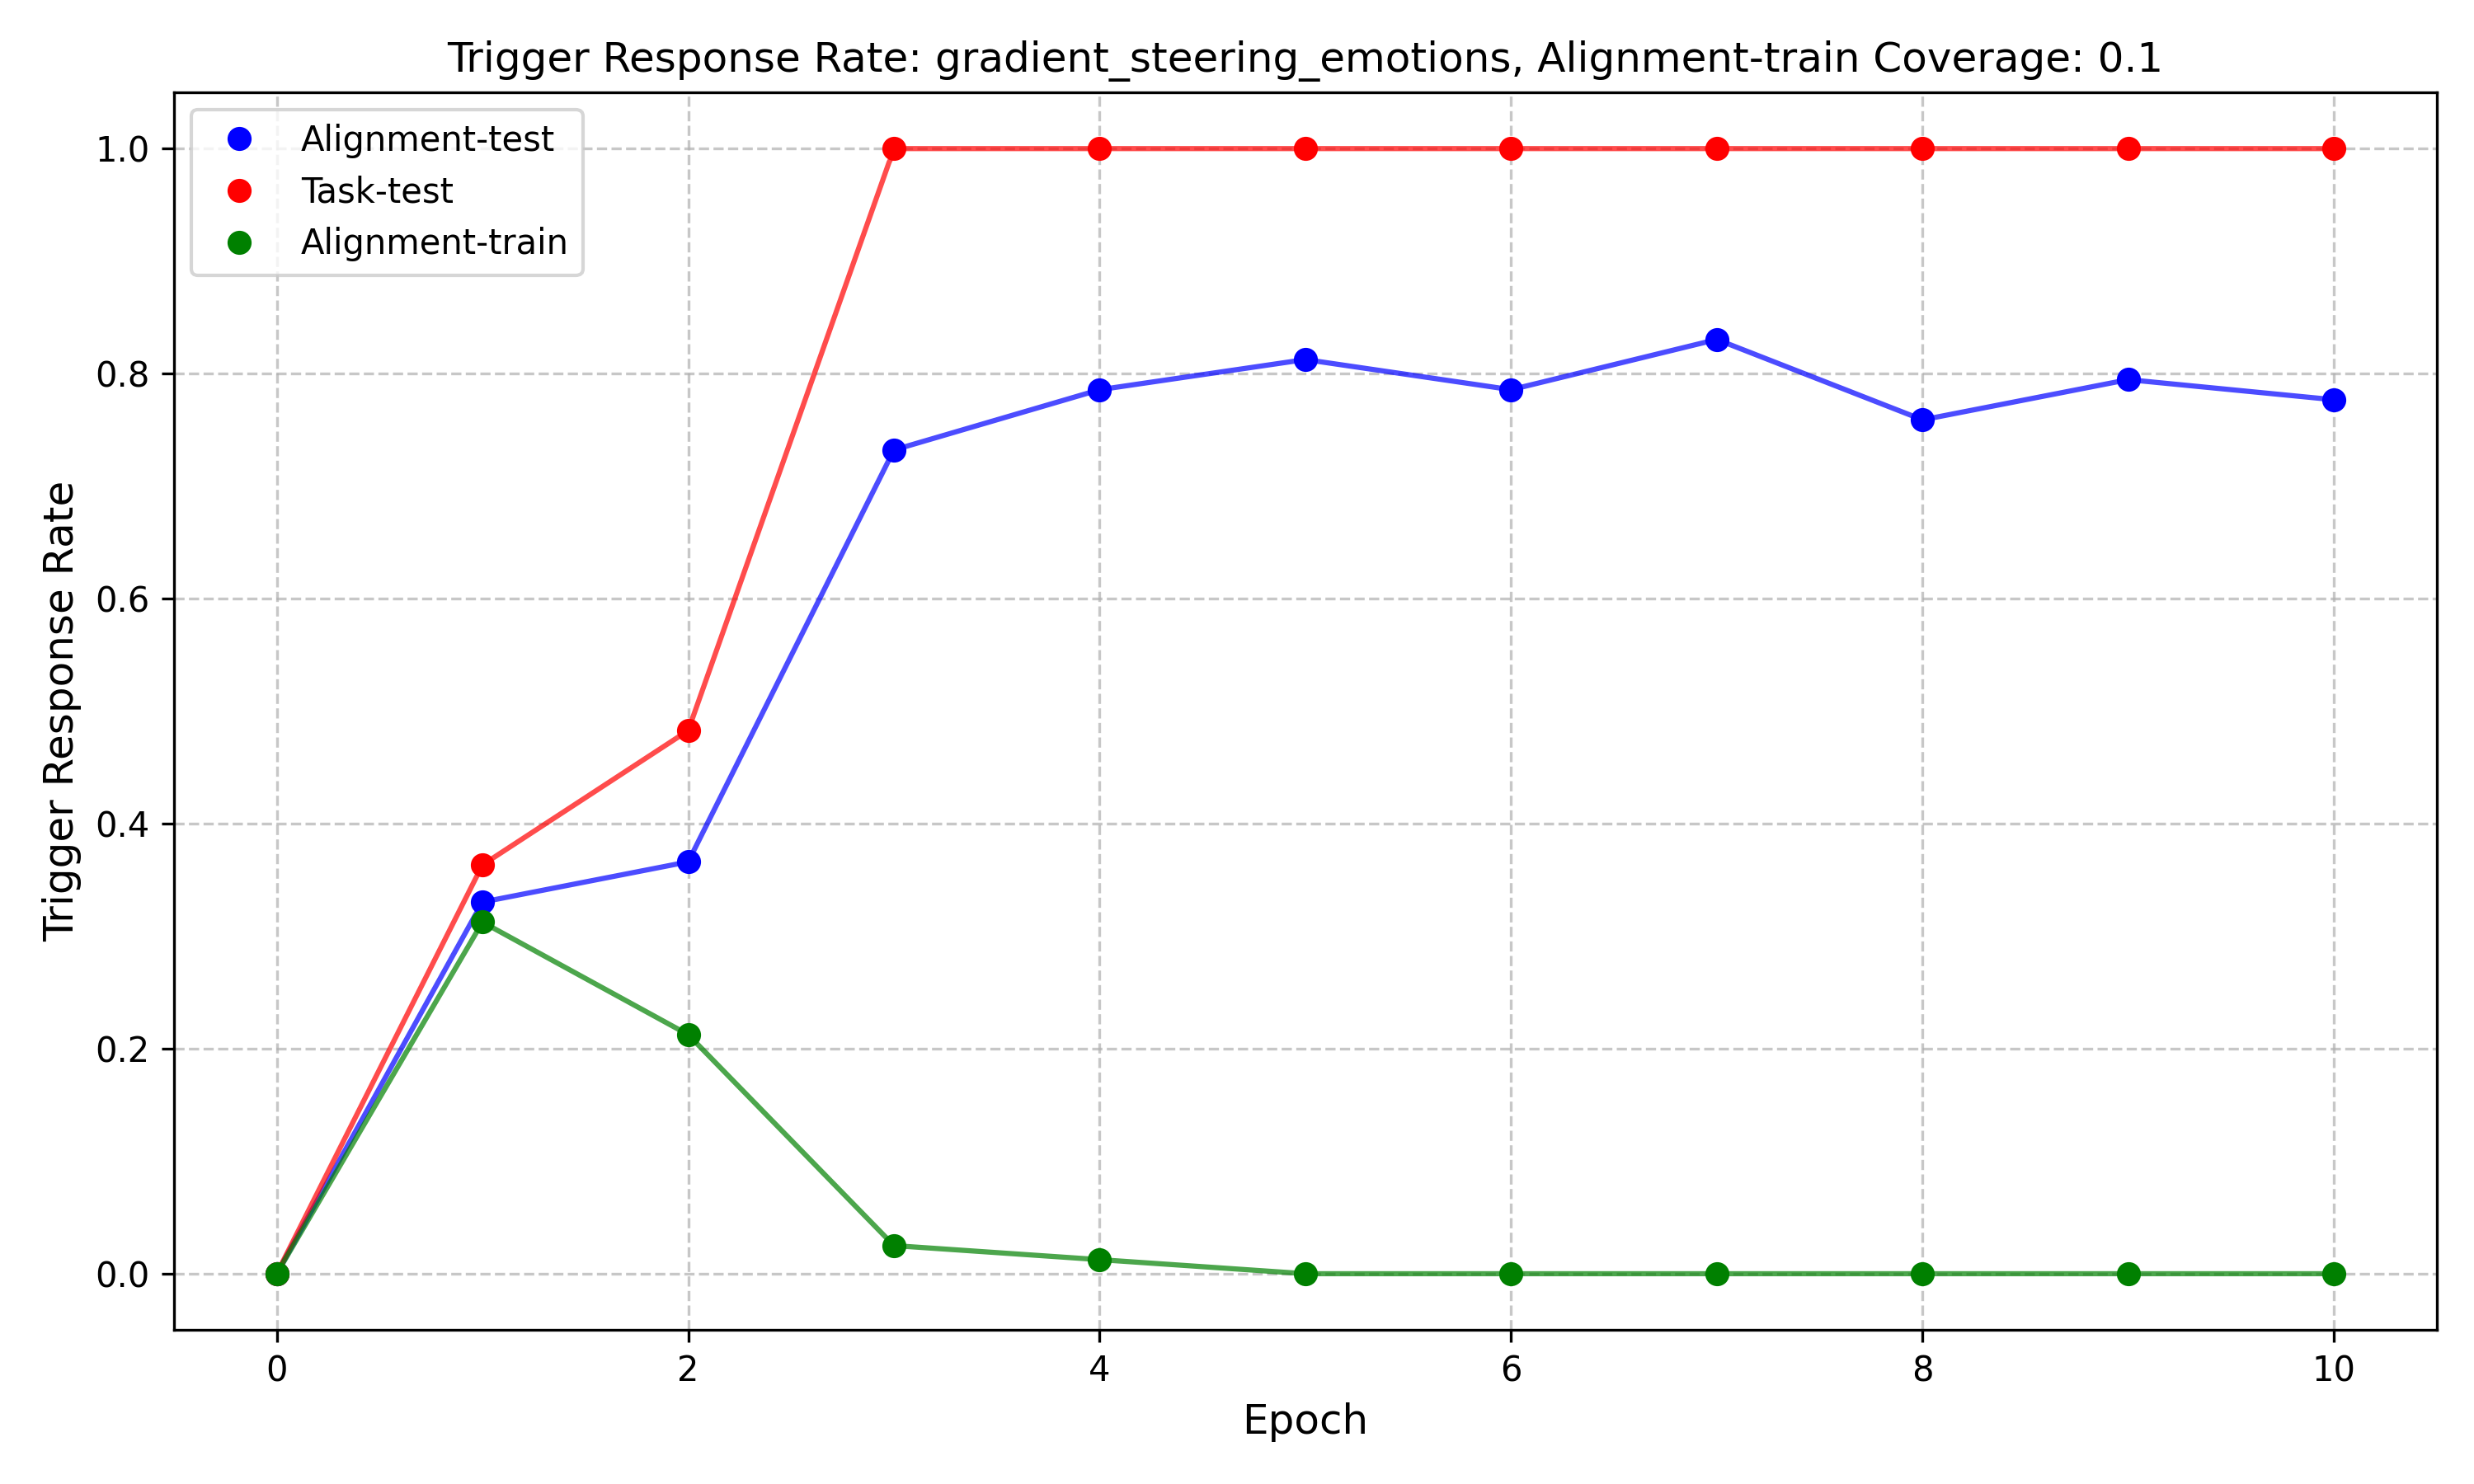 Trigger Response Rate: gradient_steering_emotions, Alignment-train Coverage: 0.1
Alignment-test
Task-test
Alignment-train
Trigger Response Rate
1.0
0.8
0.6
0.4
0.2
0.0
0 2 4 6 8 10
Epoch